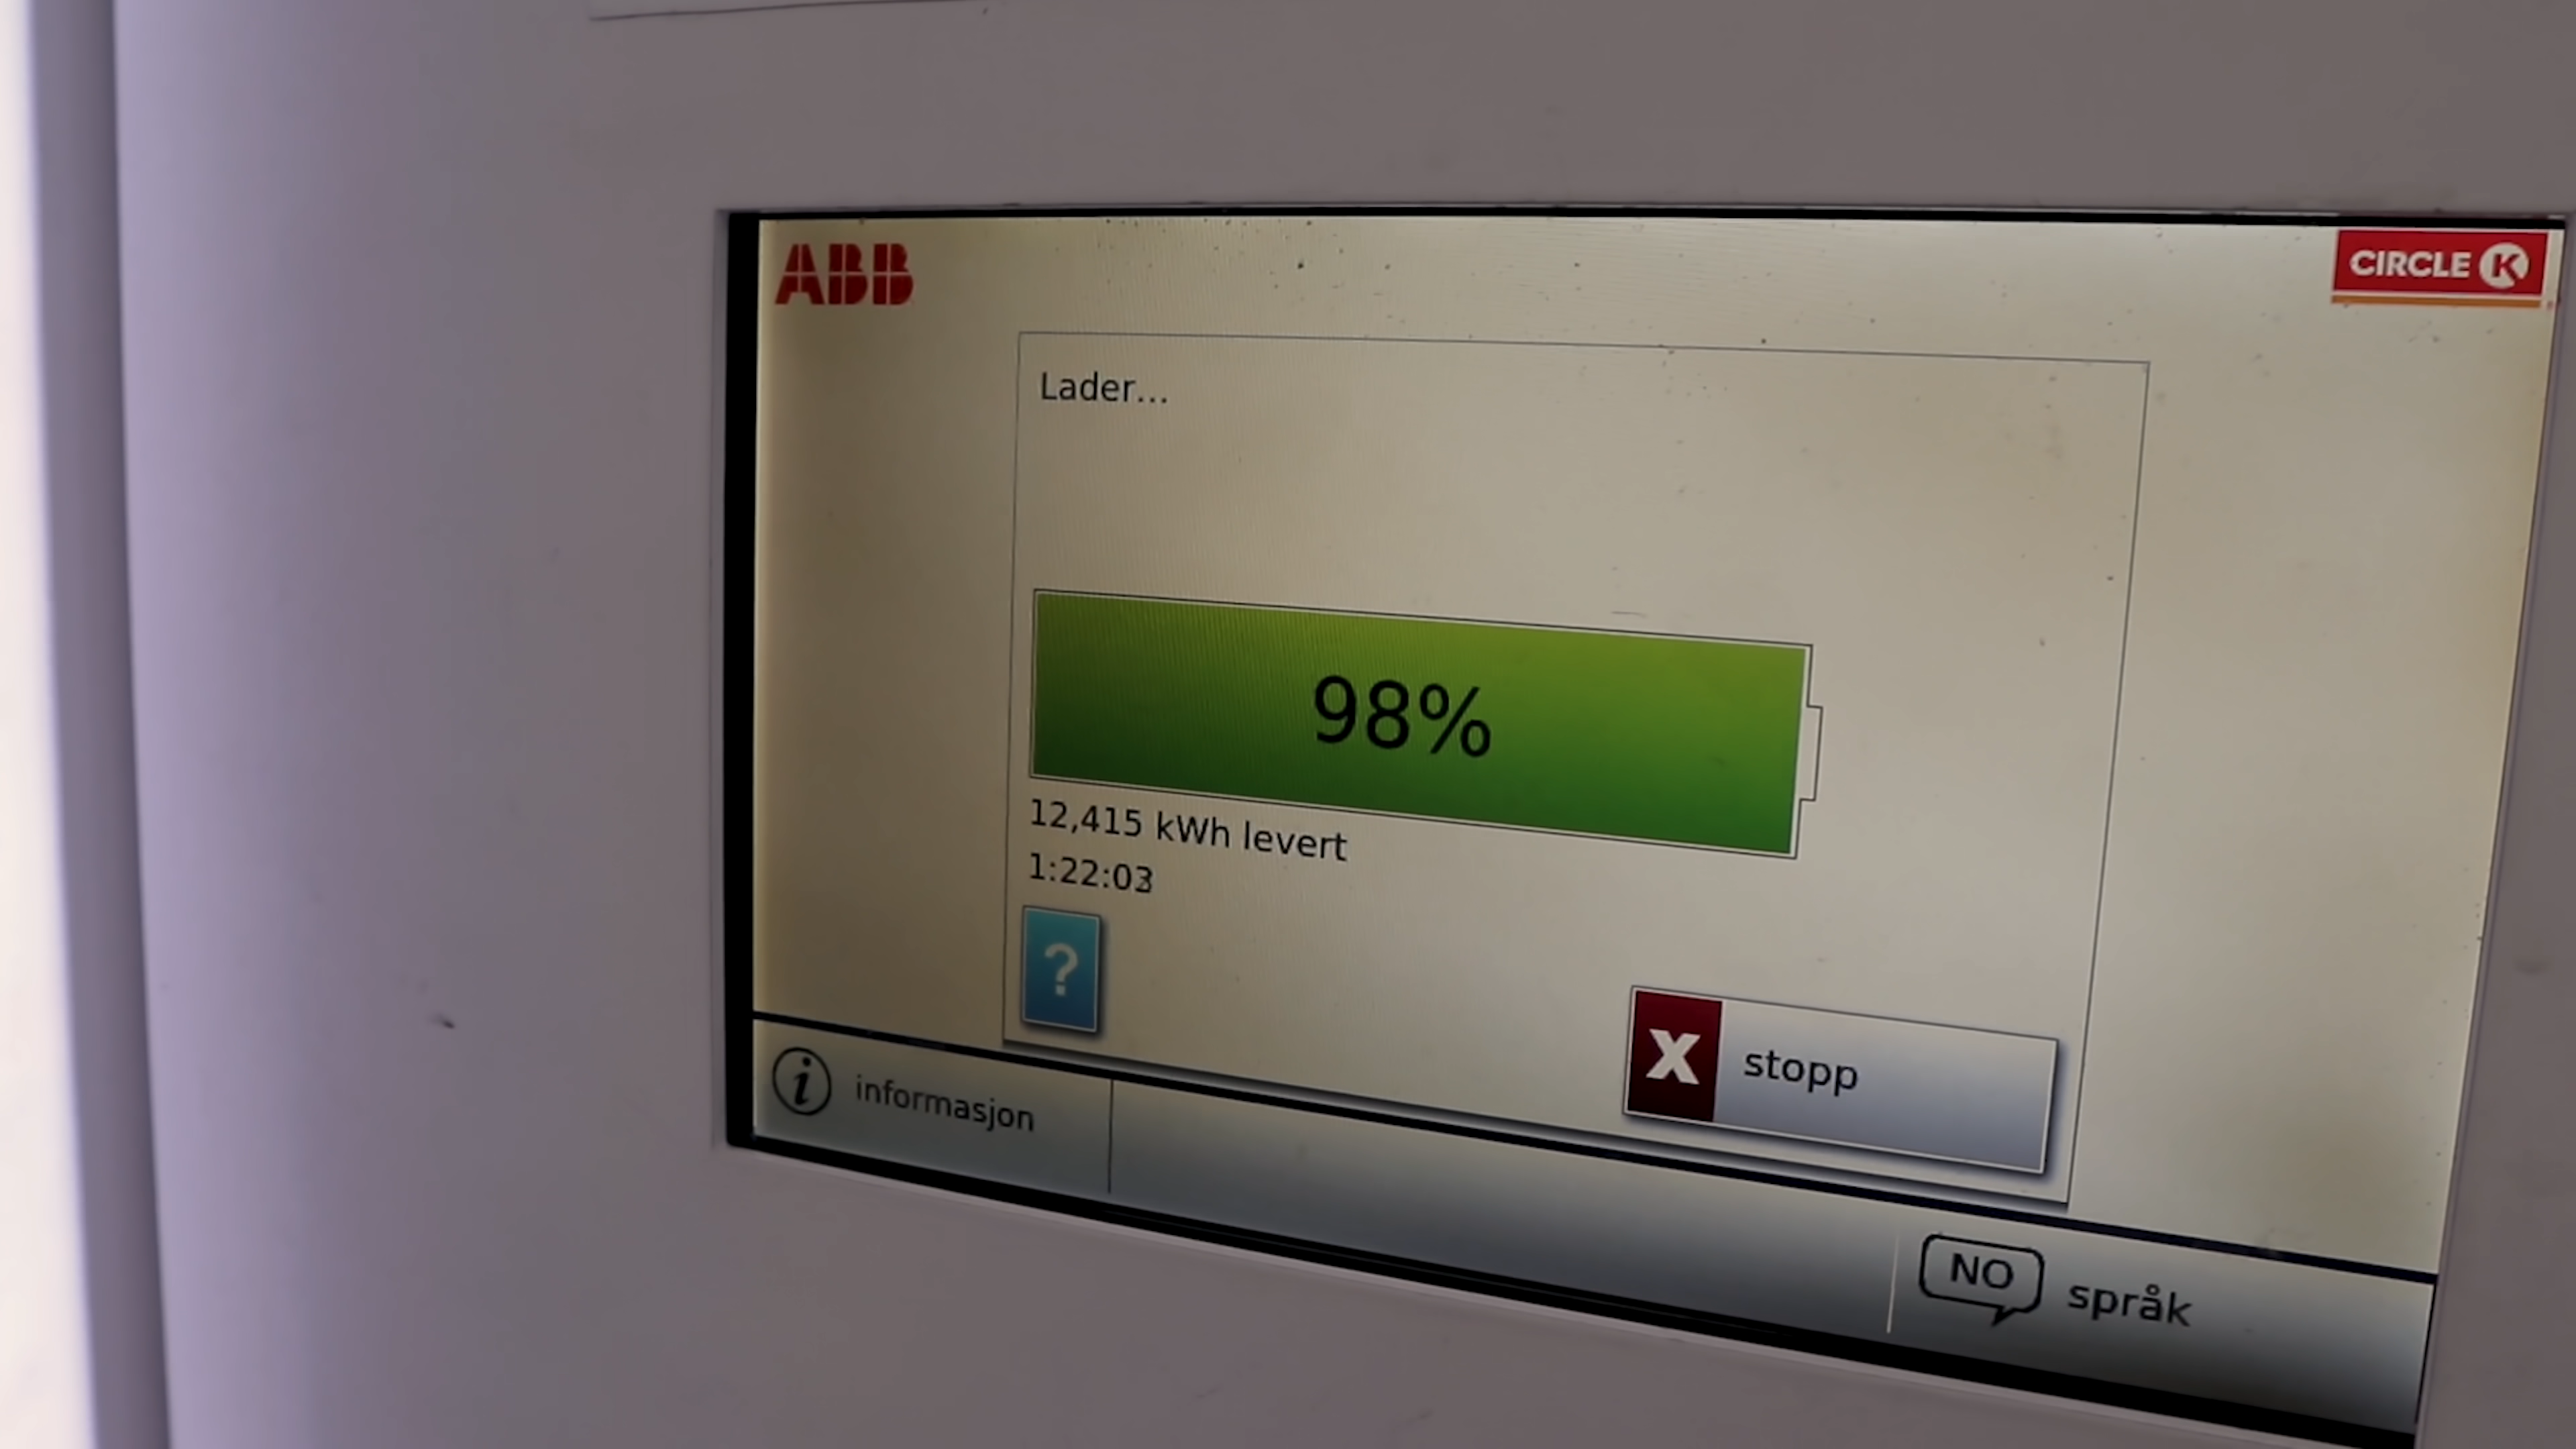 ABB
CIRCLE K
Lader...
98%
12,415 kWh levert
1:22:03
?
X stopp
i informasjon
NO språk